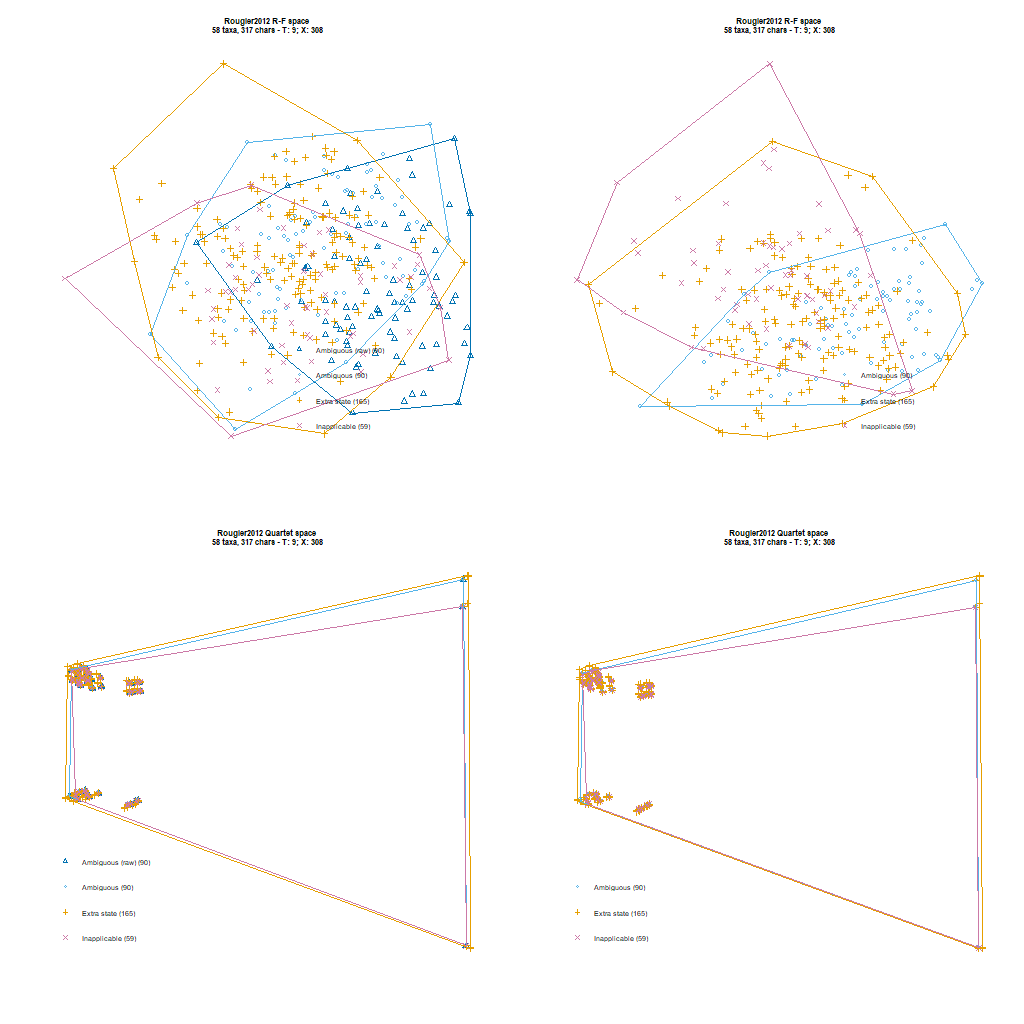 Rougier2012 R-F space
58 taxa, 317 chars - T: 9; X: 308
Ambiguous (raw) (90)
Ambiguous (90)
Extra state (165)
Inapplicable (59)
Rougier2012 R-F space
58 taxa, 317 chars - T: 9; X: 308
Ambiguous (90)
Extra state (165)
Inapplicable (59)
Rougier2012 Quartet space
58 taxa, 317 chars - T: 9; X: 308
Ambiguous (raw) (90)
Ambiguous (90)
Extra state (165)
Inapplicable (59)
Rougier2012 Quartet space
58 taxa, 317 chars - T: 9; X: 308
Ambiguous (90)
Extra state (165)
Inapplicable (59)